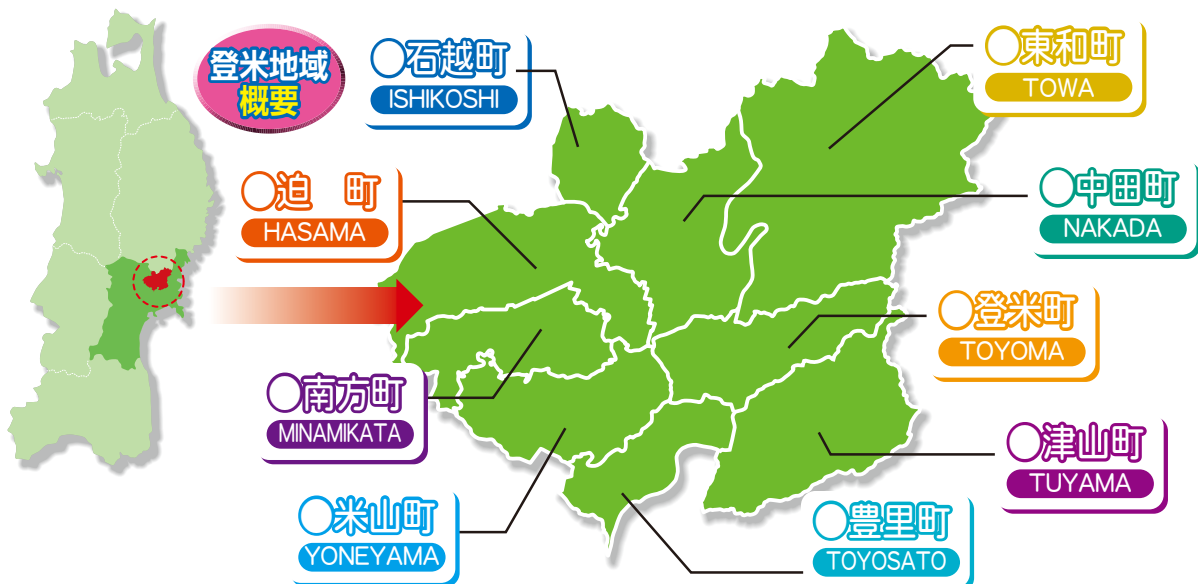 登米地域
概要
○石越町
ISHIKOSHI
○東和町
TOWA
○迫　町
HASAMA
○中田町
NAKADA
○登米町
TOYOMA
○南方町
MINAMIKATA
○津山町
TUYAMA
○米山町
YONEYAMA
○豊里町
TOYOSATO